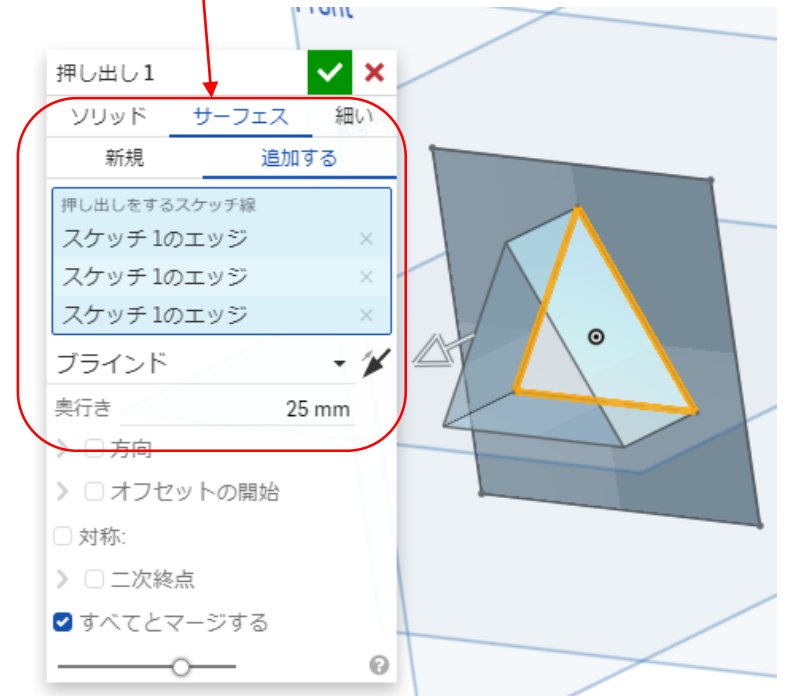 Front
押し出し 1
ソリッド サーフェス 細い
新規 追加する
押し出しをするスケッチ線
スケッチ 1のエッジ
スケッチ 1のエッジ
スケッチ 1のエッジ
ブラインド
奥行き 25 mm
方向
オフセットの開始
対称:
二次終点
すべてとマージする